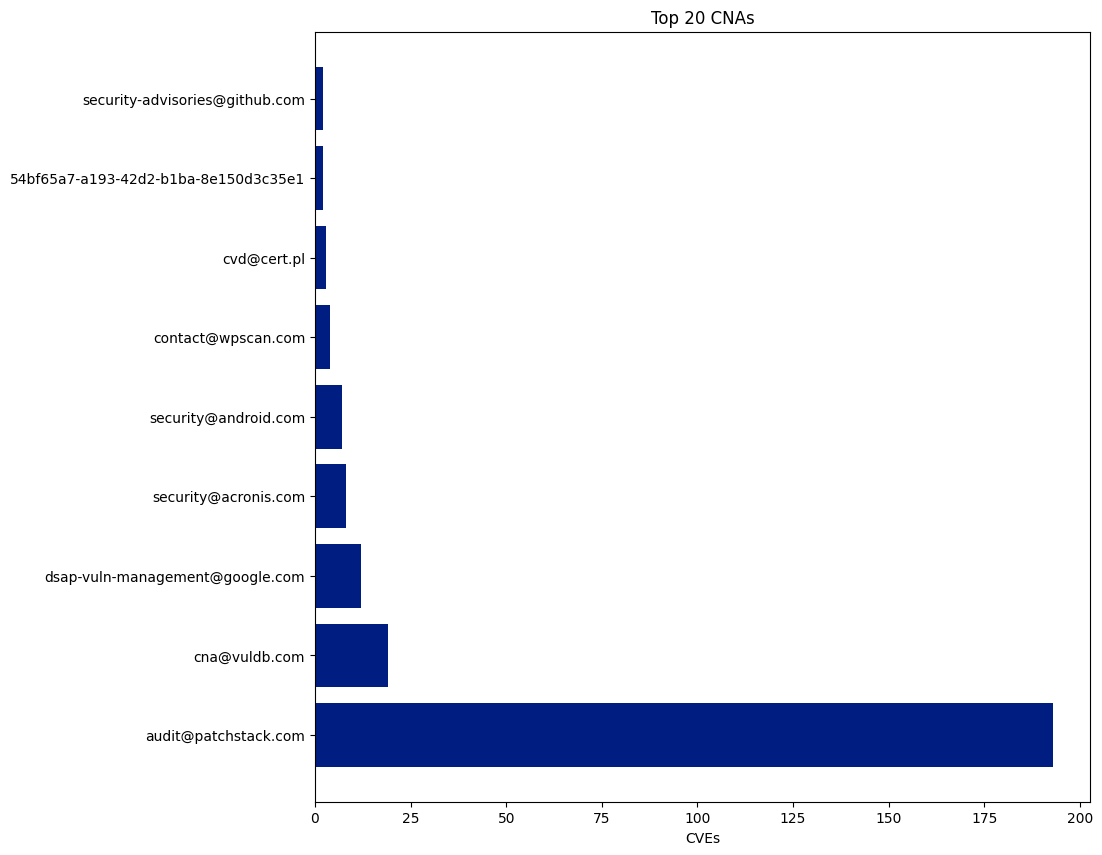 Top 20 CNAs
security-advisories@github.com
54bf65a7-a193-42d2-b1ba-8e150d3c35e1
cvd@cert.pl
contact@wpscan.com
security@android.com
security@acronis.com
dsap-vuln-management@google.com
cna@vuldb.com
audit@patchstack.com
0 25 50 75 100 125 150 175 200
CVEs